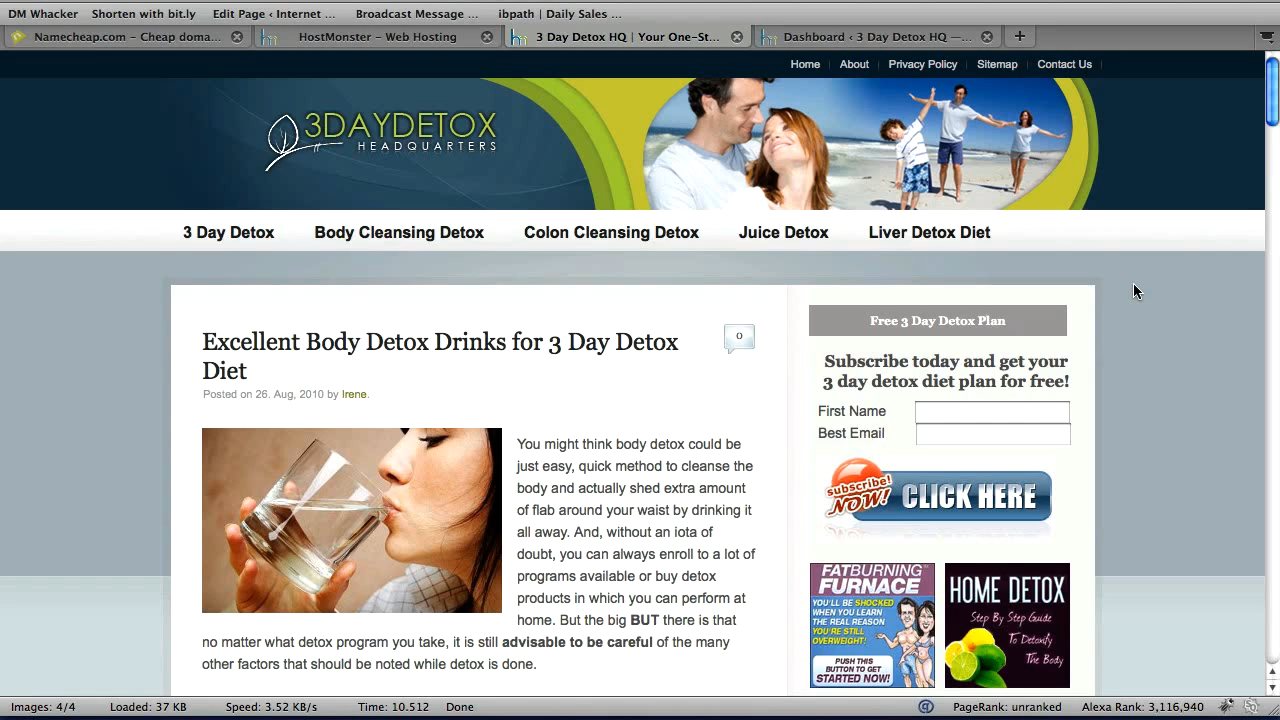 DM Whacker Shorten with bit.ly Edit Page ‹ Internet ... Broadcast Message ... ibpath | Daily Sales ...
Namecheap.com – Cheap doma... HostMonster – Web Hosting 3 Day Detox HQ | Your One-St... Dashboard ‹ 3 Day Detox HQ —...
Home About Privacy Policy Sitemap Contact Us
3DAYDETOX
HEADQUARTERS
3 Day Detox Body Cleansing Detox Colon Cleansing Detox Juice Detox Liver Detox Diet
Excellent Body Detox Drinks for 3 Day Detox
Diet
0
Posted on 26. Aug, 2010 by Irene.
You might think body detox could be
just easy, quick method to cleanse the
body and actually shed extra amount
of flab around your waist by drinking it
all away. And, without an iota of
doubt, you can always enroll to a lot of
programs available or buy detox
products in which you can perform at
home. But the big BUT there is that
no matter what detox program you take, it is still advisable to be careful of the many
other factors that should be noted while detox is done.
Free 3 Day Detox Plan
Subscribe today and get your
3 day detox diet plan for free!
First Name
Best Email
subscribe!
NOW!
CLICK HERE
FATBURNING
FURNACE
YOU'LL BE SHOCKED
WHEN YOU LEARN
THE REAL REASON
YOU'RE STILL
OVERWEIGHT!
PUSH THIS
BUTTON TO GET
STARTED NOW!
HOME DETOX
Step By Step Guide
To Detoxify
The Body
Images: 4/4 Loaded: 37 KB Speed: 3.52 KB/s Time: 10.512 Done PageRank: unranked Alexa Rank: 3,116,940